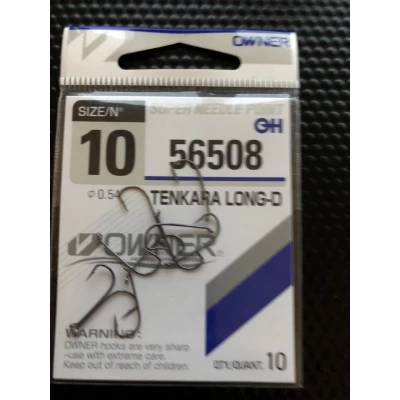 OWNER
SUPER NEEDLE POINT
SIZE/N°
10
GH
56508
Φ 0.54
TENKARA LONG-D
OWNER
WARNING:
OWNER hooks are very sharp
-use with extreme care.
Keep out of reach of children.
QTY/QUANT: 10